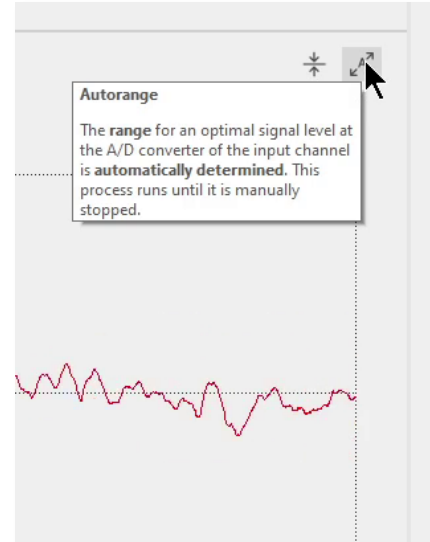 A
Autorange
The range for an optimal signal level at
the A/D converter of the input channel
is automatically determined. This
process runs until it is manually
stopped.